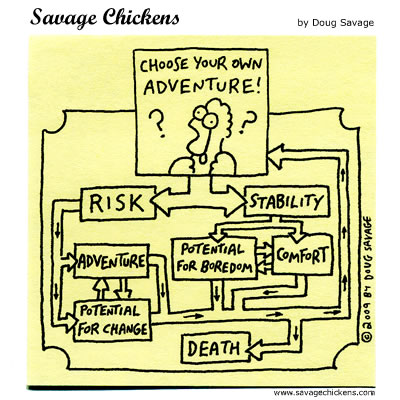 Savage Chickens
by Doug Savage
CHOOSE YOUR OWN
ADVENTURE!
? ?
RISK
STABILITY
ADVENTURE
POTENTIAL
FOR BOREDOM
COMFORT
POTENTIAL
FOR CHANGE
DEATH
© 2009 BY DOUG SAVAGE
www.savagechickens.com